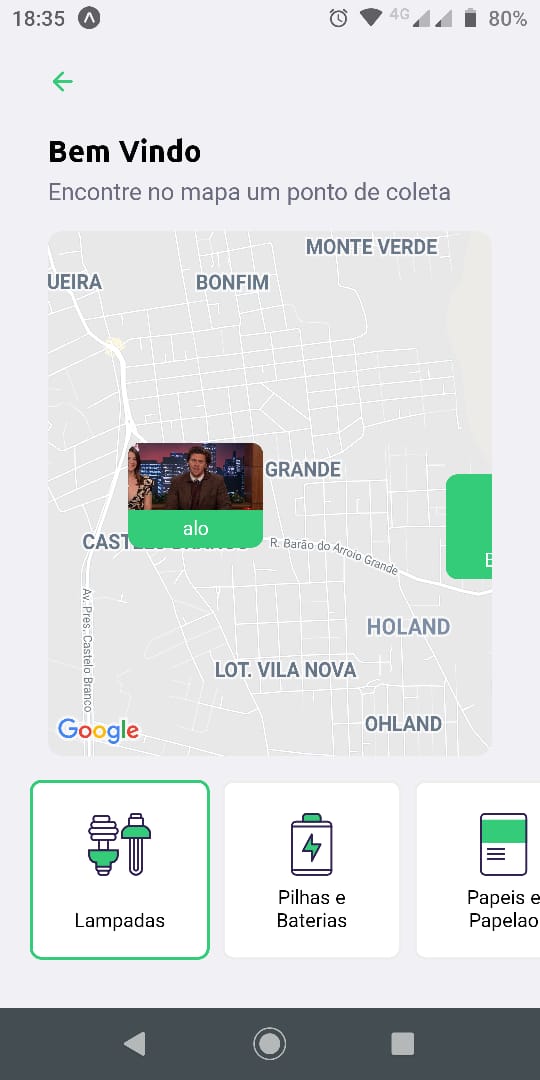 18:35
4G
80%
Bem Vindo
Encontre no mapa um ponto de coleta
MONTE VERDE
UEIRA
BONFIM
GRANDE
alo
R. Barão do Arroio Grande
Av. Pres. Castelo Branco
HOLAND
LOT. VILA NOVA
OHLAND
Google
Lampadas
Pilhas e
Baterias
Papeis e
Papelao